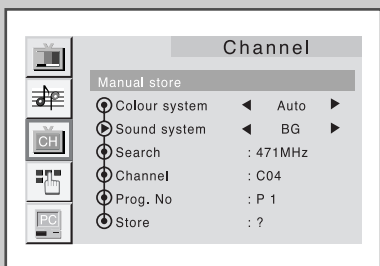 Channel
Manual store
Colour system ◀ Auto ▶
Sound system ◀ BG ▶
CH
Search : 471MHz
Channel : C04
Prog. No : P 1
PC
Store : ?